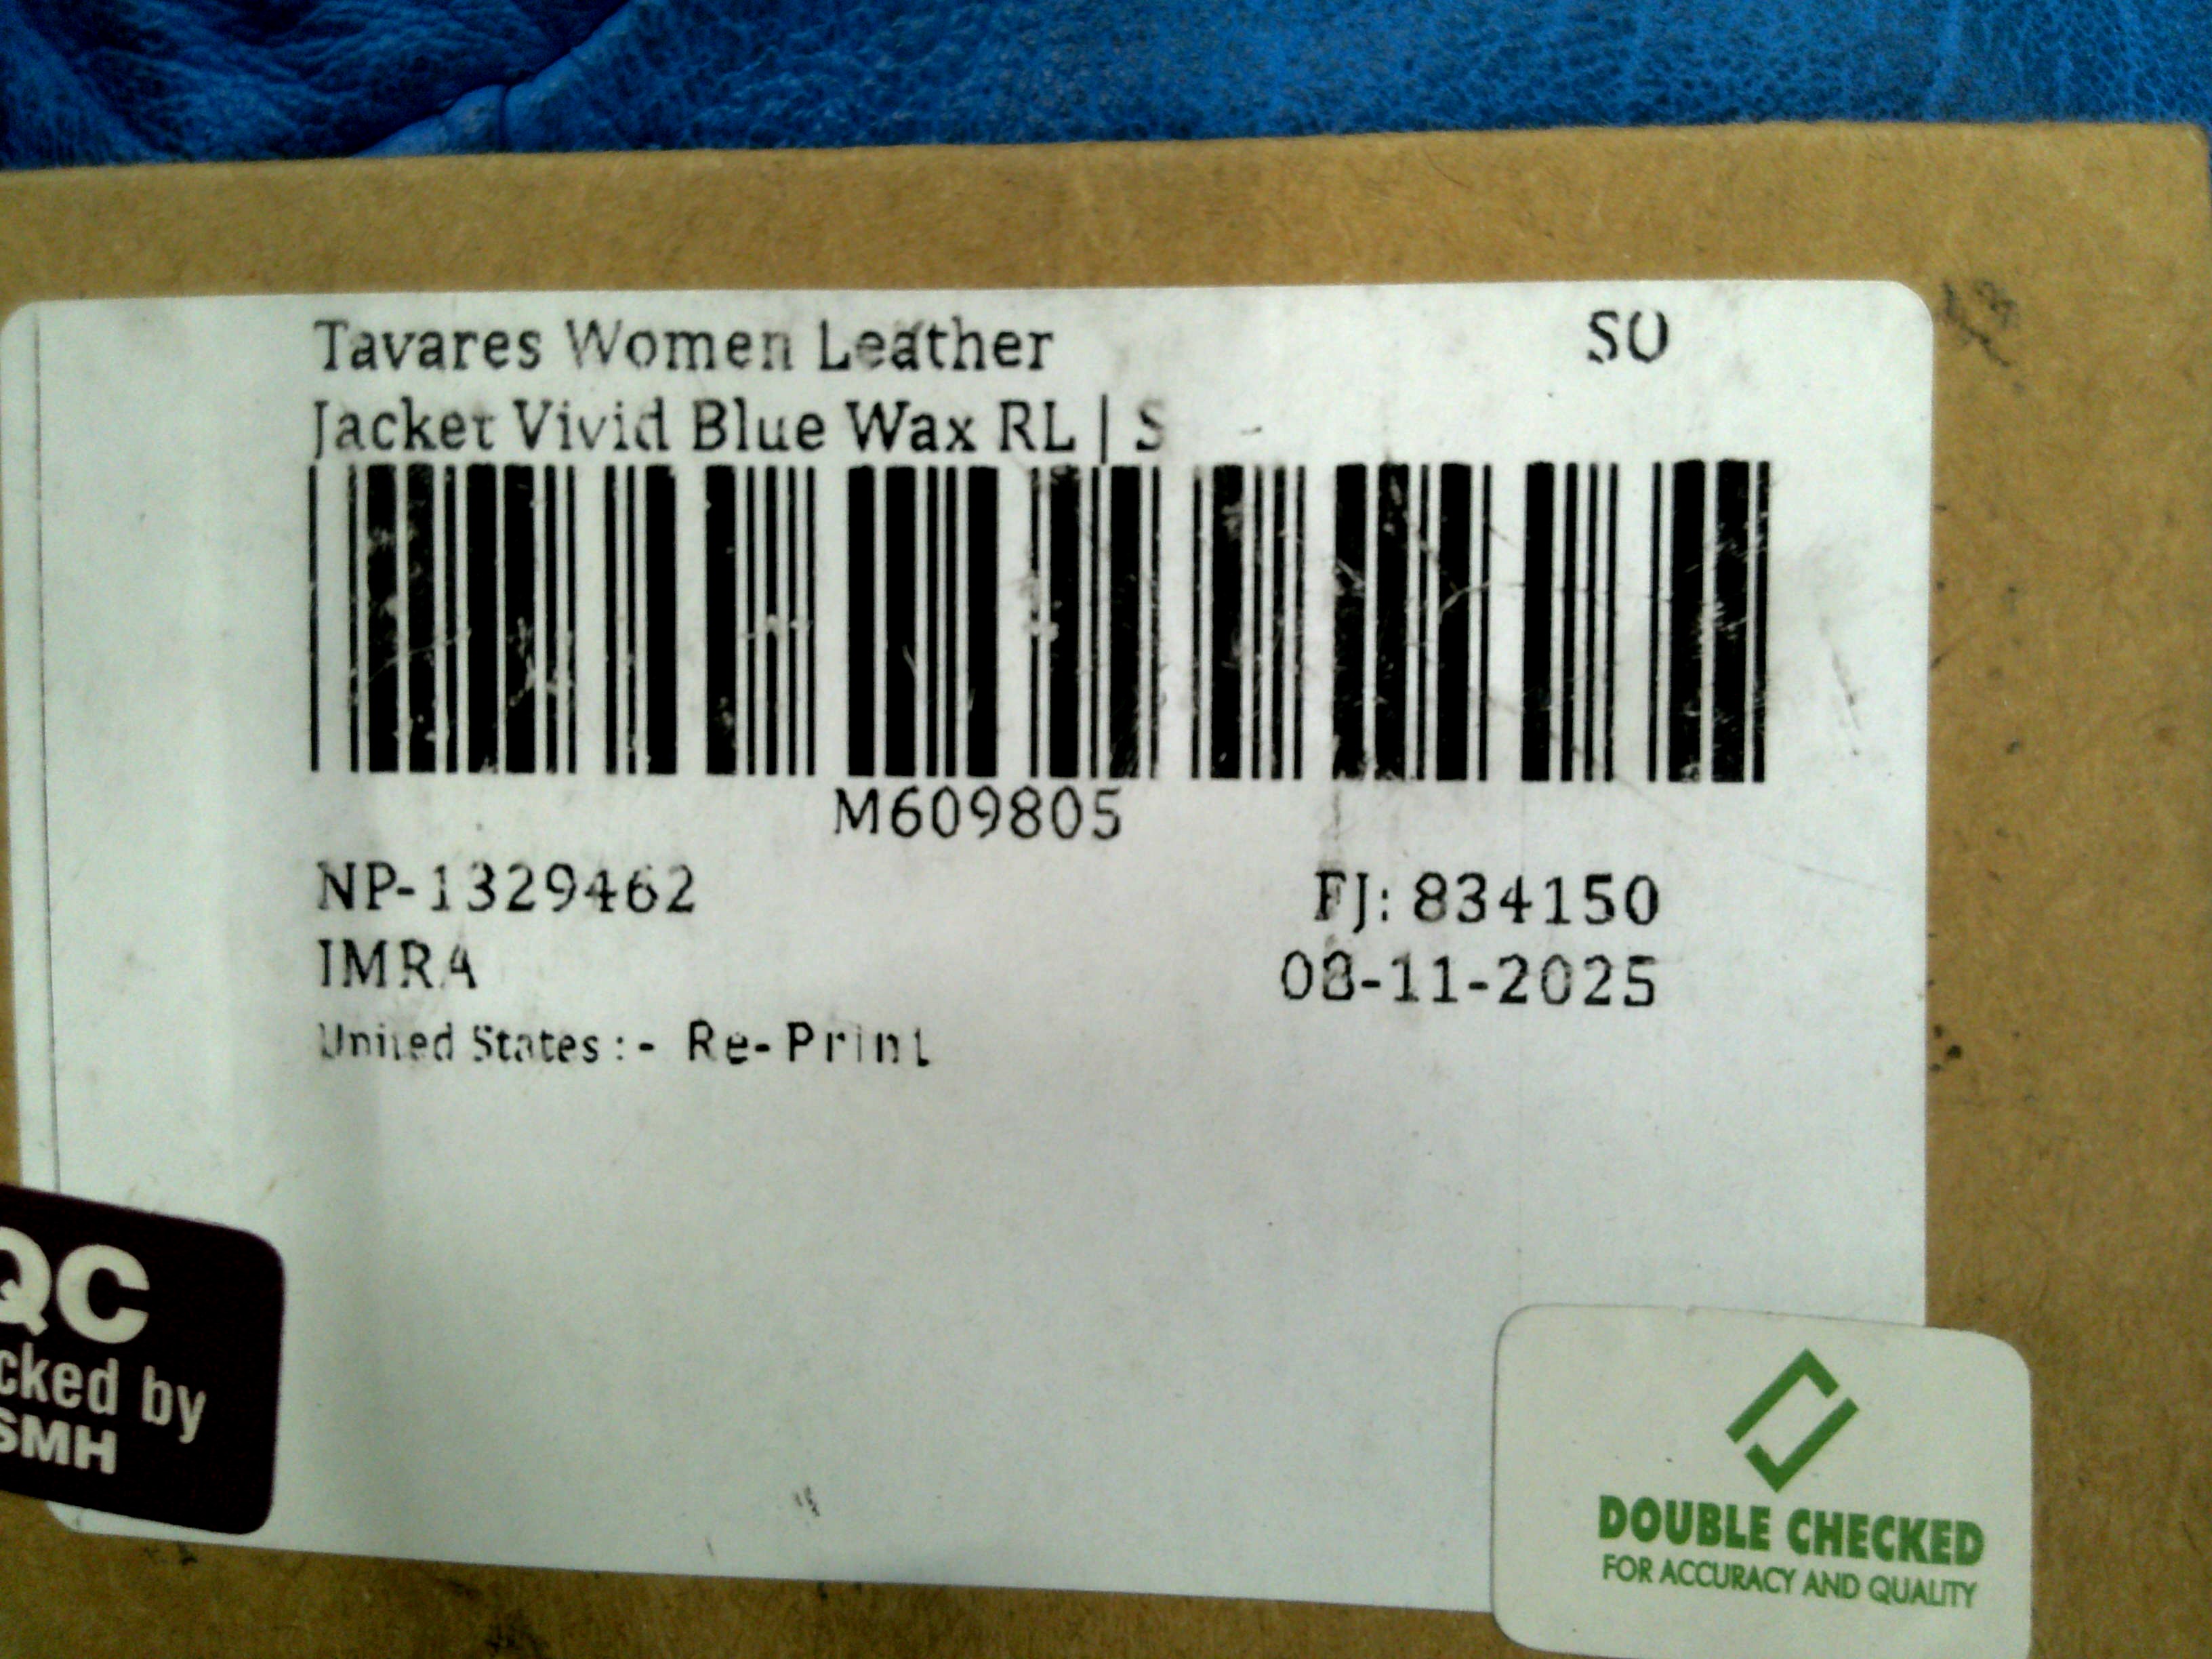 Tavares Women Leather
SO
Jacket Vivid Blue Wax RL | S
M609805
NP-1329462
FJ: 834150
IMRA
08-11-2025
United States :- Re-Print
QC
cked by
SMH
DOUBLE CHECKED
FOR ACCURACY AND QUALITY